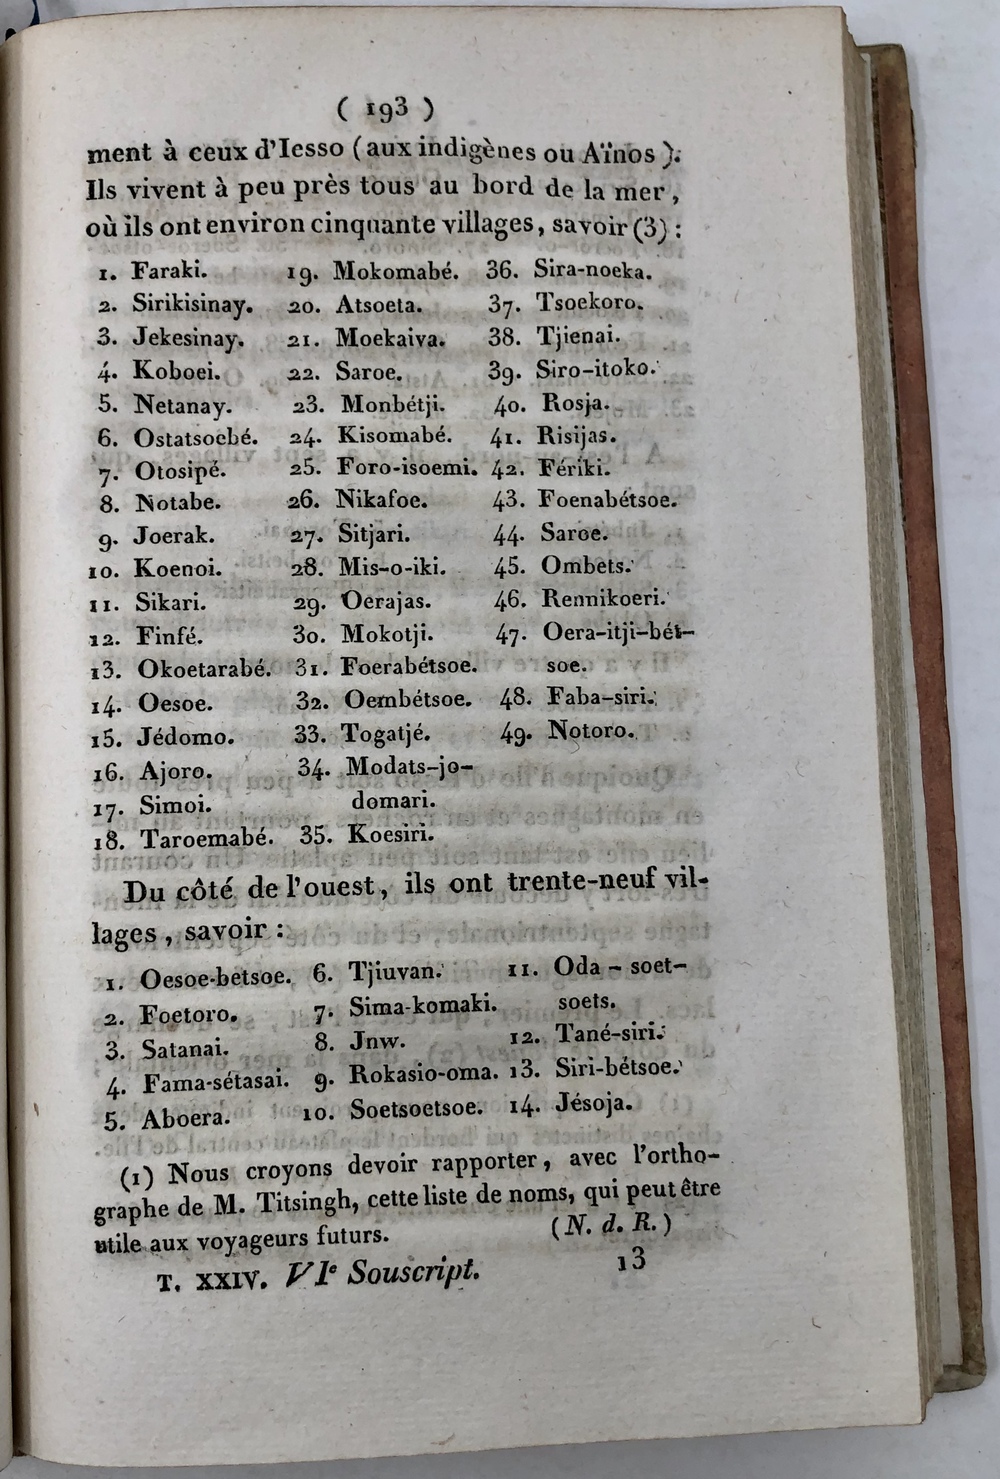 ( 193 )
ment à ceux d'Iesso ( aux indigènes ou Aïnos ).
Ils vivent à peu près tous au bord de la mer,
où ils ont environ cinquante villages, savoir (3) :
1. Faraki.
2. Sirikisinay.
3. Jekesinay.
4. Koboei.
5. Netanay.
6. Ostatsoebé.
7. Otosipé.
8. Notabe.
9. Joerak.
10. Koenoi.
11. Sikari.
12. Finfé.
13. Okoetarabé.
14. Oesoe.
15. Jédomo.
16. Ajoro.
17. Simoi.
18. Taroemabé.
19. Mokomabé.
20. Atsoeta.
21. Moekaiva.
22. Saroe.
23. Monbétji.
24. Kisomabé.
25. Foro-isoemi.
26. Nikafoe.
27. Sitjari.
28. Mis-o-iki.
29. Oerajas.
30. Mokotji.
31. Foerabétsoe.
32. Oembétsoe.
33. Togatjé.
34. Modats-jo-
domari.
35. Koesiri.
36. Sira-noeka.
37. Tsoekoro.
38. Tjienai.
39. Siro-itoko.
40. Rosja.
41. Risijas.
42. Fériki.
43. Foenabétsoe.
44. Saroe.
45. Ombets.
46. Rennikoeri.
47. Oera-itji-bét-
soe.
48. Faba-siri.
49. Notoro.
Du côté de l'ouest, ils ont trente-neuf vil-
lages, savoir :
1. Oesoe-betsoe.
2. Foetoro.
3. Satanai.
4. Fama-sétasai.
5. Aboera.
6. Tjiuvan.
7. Sima-komaki.
8. Jnw.
9. Rokasio-oma.
10. Soetsoetsoe.
11. Oda-soet-
soets.
12. Tané-siri.
13. Siri-bétsoe.
14. Jésoja.
(1) Nous croyons devoir rapporter, avec l'ortho-
graphe de M. Titsingh, cette liste de noms, qui peut être
utile aux voyageurs futurs. (N. d. R.)
T. XXIV. VIe Souscript. 13